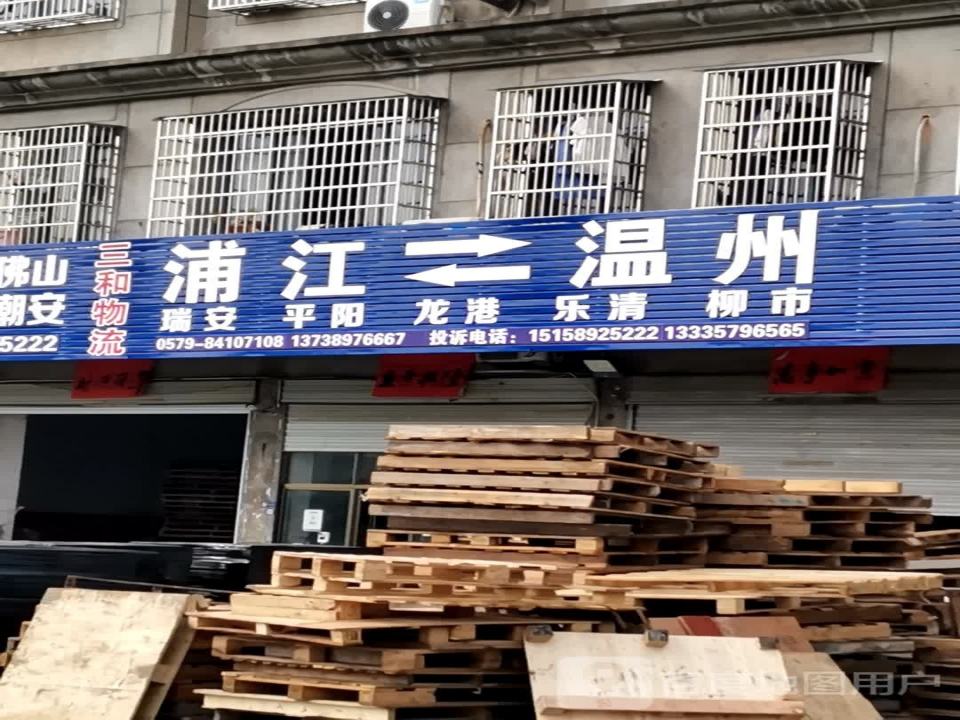 佛山
潮安
5222
三和物流
浦江 ⇄ 温州
瑞安 平阳 龙港 乐清 柳市
0579-84107108 13738976667 投诉电话：15158925222 13335796565